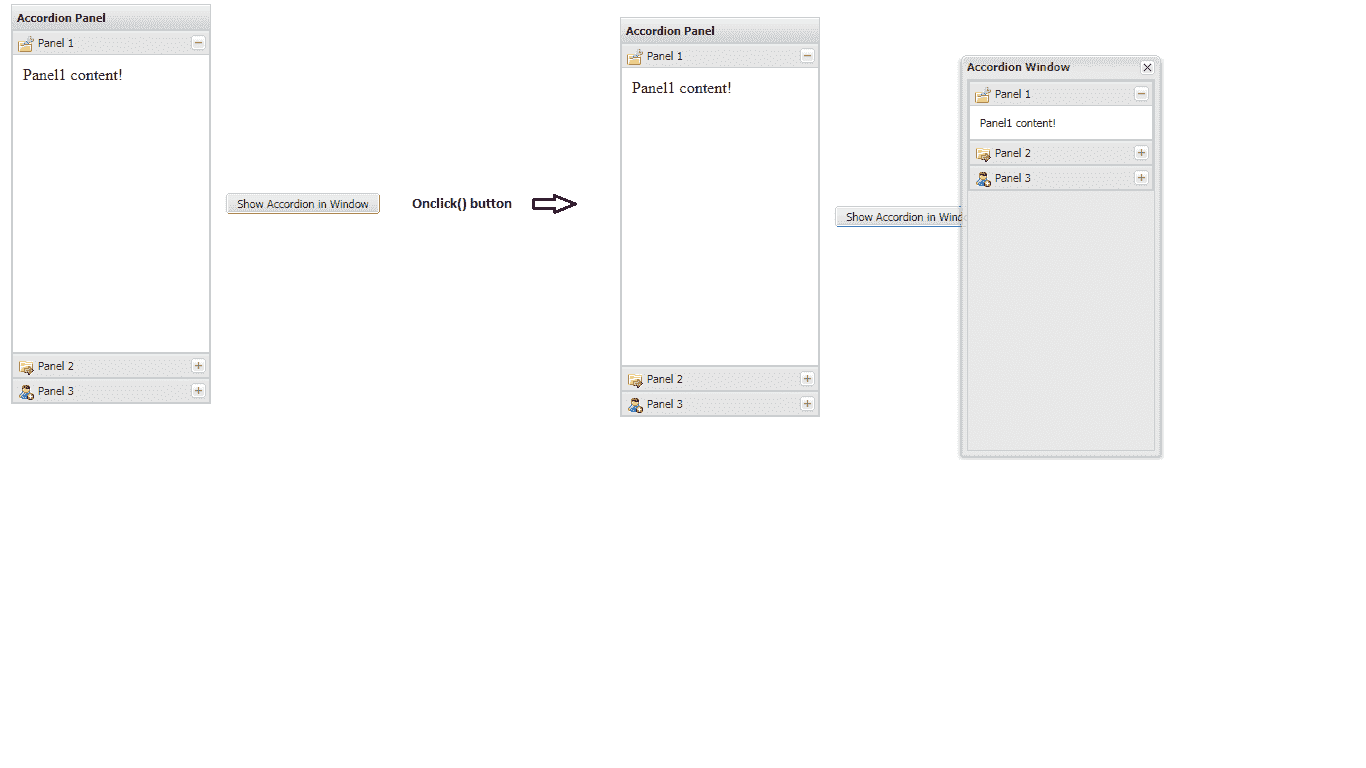 Accordion Panel
Panel 1
Panel1 content!
Panel 2
Panel 3
Show Accordion in Window
Onclick() button
Accordion Panel
Panel 1
Panel1 content!
Panel 2
Panel 3
Show Accordion in Wind
Accordion Window
Panel 1
Panel1 content!
Panel 2
Panel 3